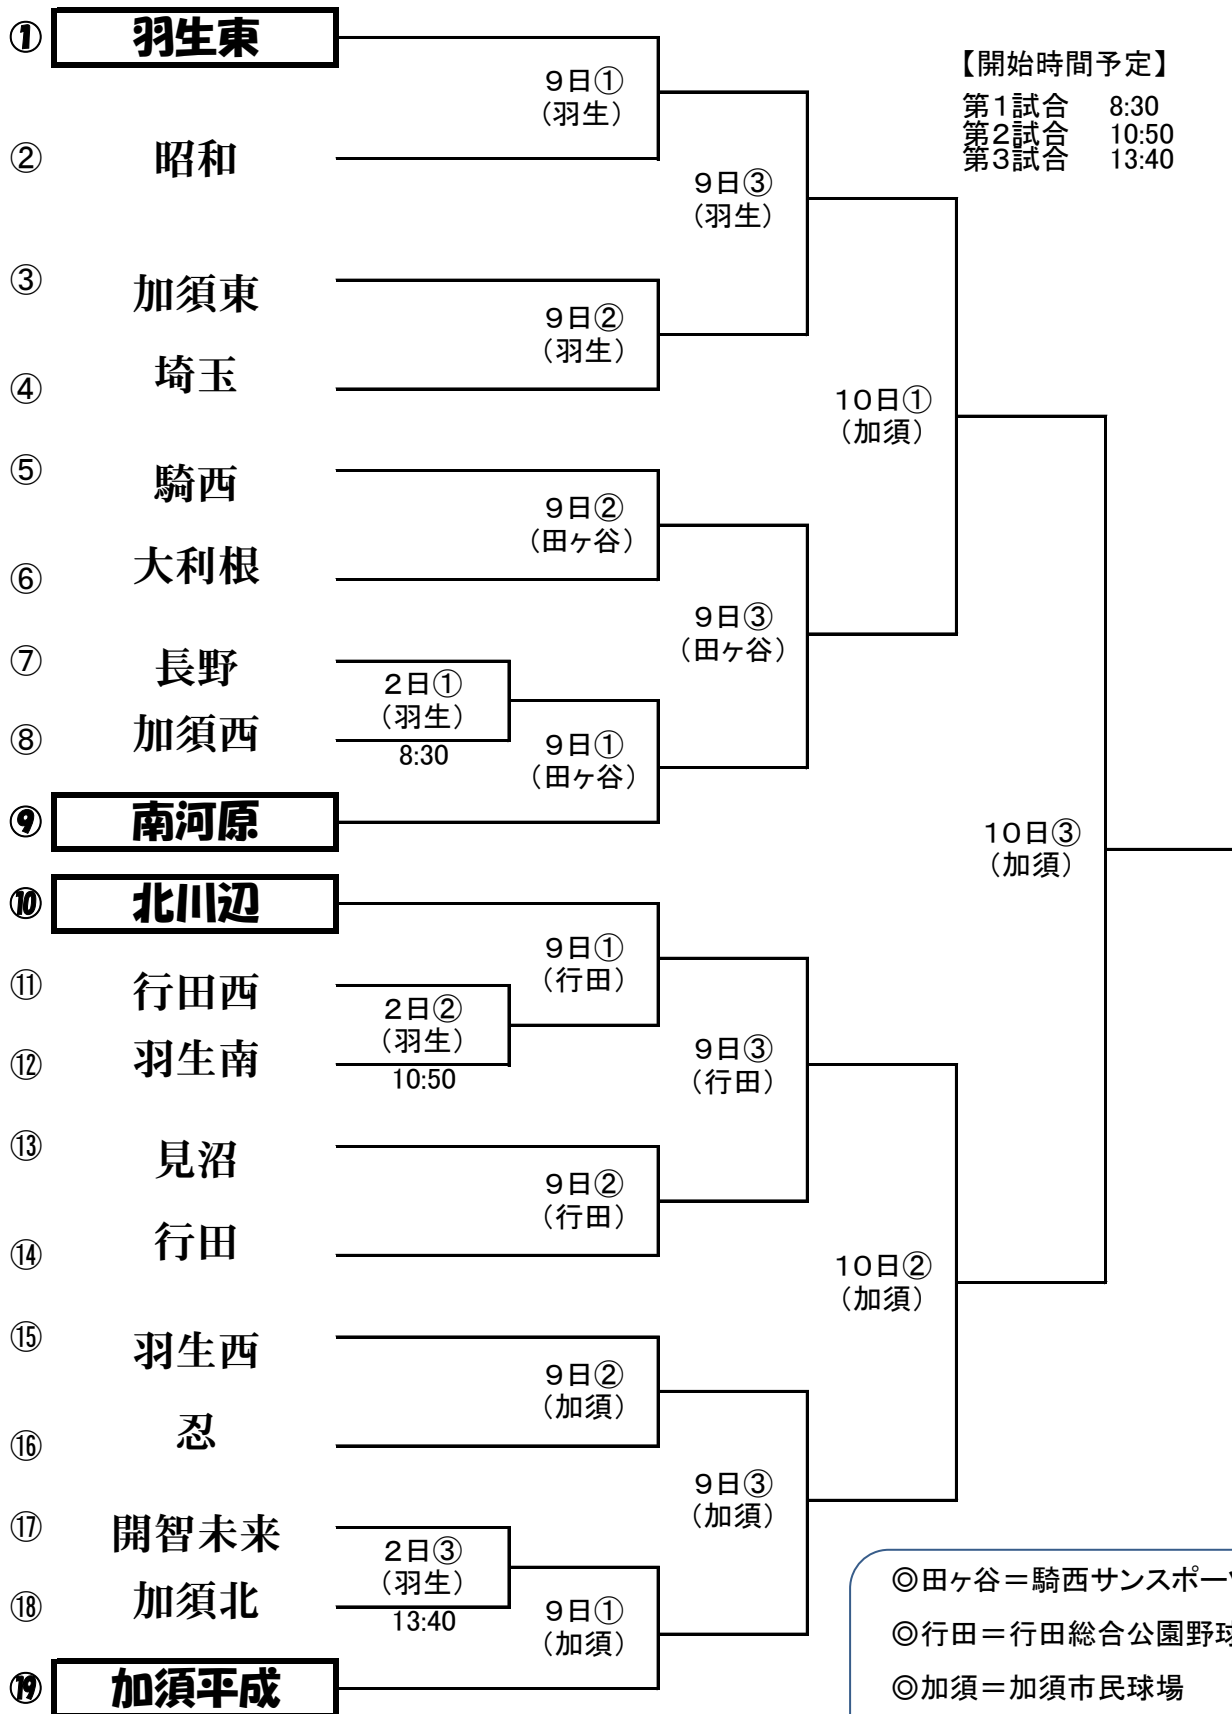 ① 羽生東
9日①
（羽生）
② 昭和
【開始時間予定】
第1試合 8:30
第2試合 10:50
第3試合 13:40
9日③
（羽生）
③ 加須東
9日②
（羽生）
④ 埼玉
10日①
（加須）
⑤ 騎西
9日②
（田ヶ谷）
⑥ 大利根
9日③
（田ヶ谷）
⑦ 長野
2日①
（羽生）
8:30
⑧ 加須西
9日①
（田ヶ谷）
⑨ 南河原
10日③
（加須）
⑩ 北川辺
9日①
（行田）
⑪ 行田西
2日②
（羽生）
10:50
⑫ 羽生南
9日③
（行田）
⑬ 見沼
9日②
（行田）
⑭ 行田
10日②
（加須）
⑮ 羽生西
9日②
（加須）
⑯ 忍
9日③
（加須）
⑰ 開智未来
2日③
（羽生）
13:40
⑱ 加須北
9日①
（加須）
⑲ 加須平成
◎田ヶ谷＝騎西サンスポー
◎行田＝行田総合公園野球
◎加須＝加須市民球場